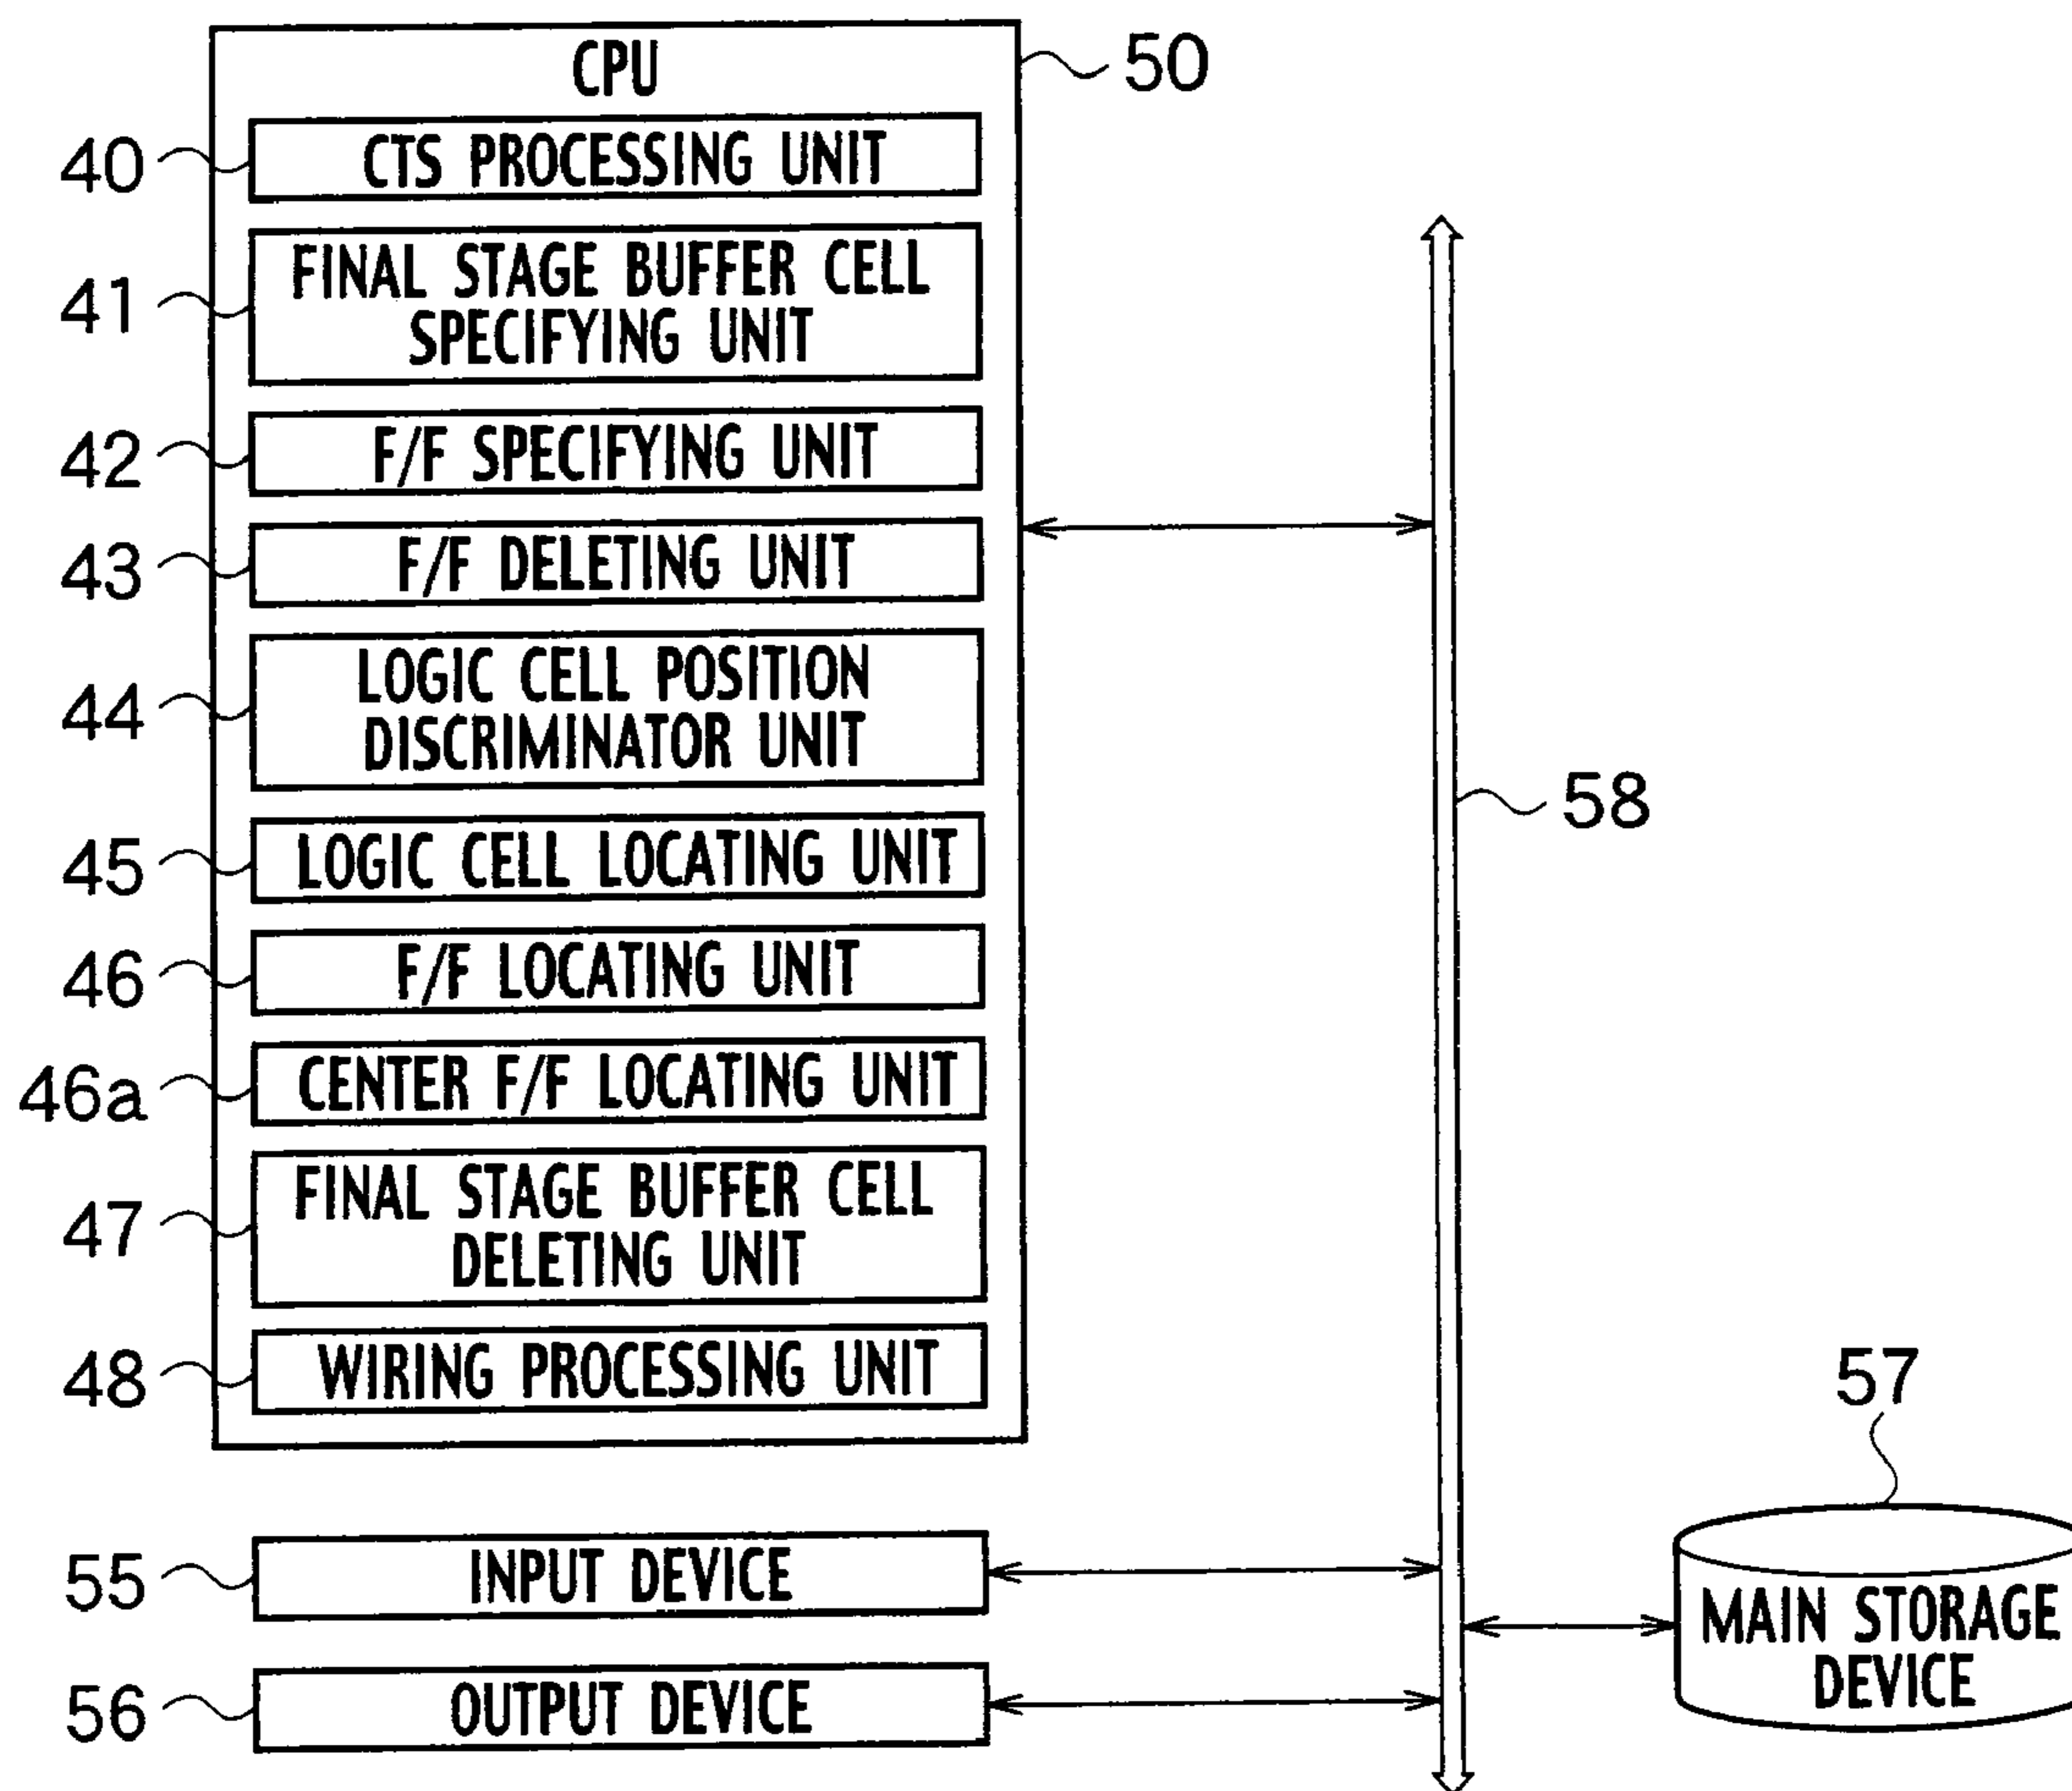 CPU
50
40
CTS PROCESSING UNIT
41
FINAL STAGE BUFFER CELL
SPECIFYING UNIT
42
F/F SPECIFYING UNIT
43
F/F DELETING UNIT
44
LOGIC CELL POSITION
DISCRIMINATOR UNIT
58
45
LOGIC CELL LOCATING UNIT
46
F/F LOCATING UNIT
46a
CENTER F/F LOCATING UNIT
47
FINAL STAGE BUFFER CELL
DELETING UNIT
48
WIRING PROCESSING UNIT
57
55
INPUT DEVICE
MAIN STORAGE
DEVICE
56
OUTPUT DEVICE